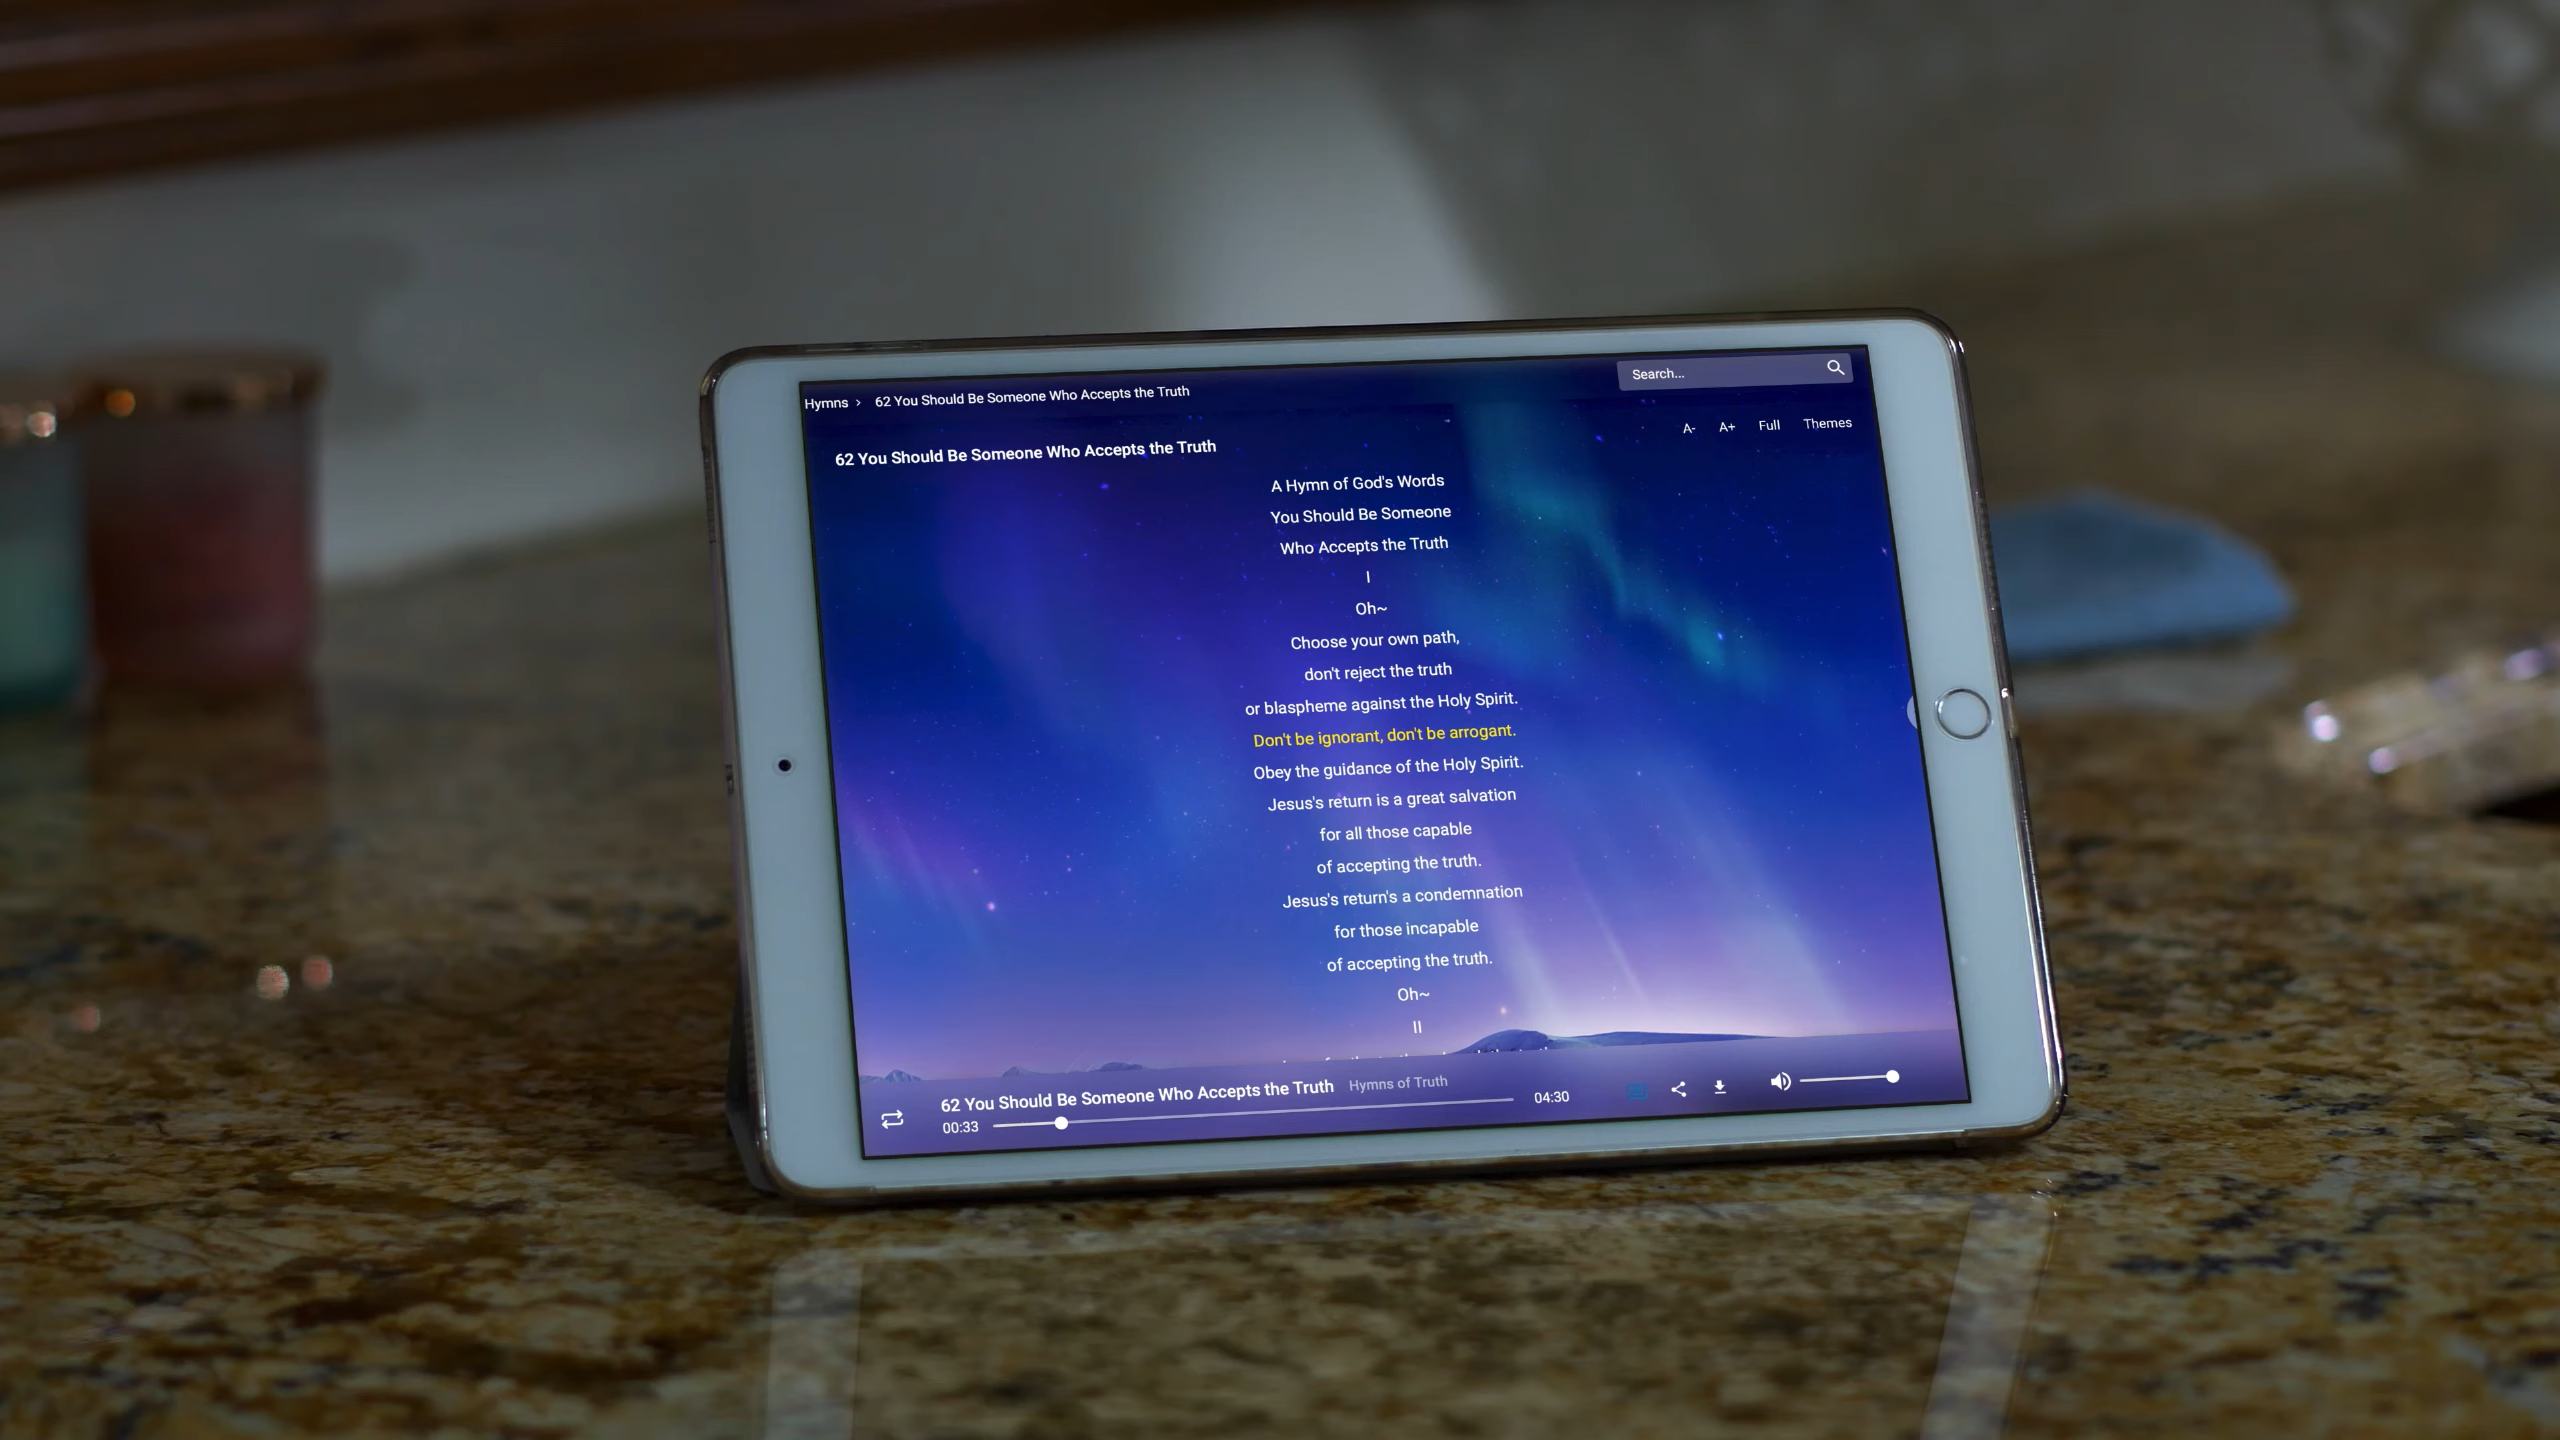 Hymns > 62 You Should Be Someone Who Accepts the Truth
Search...
A- A+ Full Themes
62 You Should Be Someone Who Accepts the Truth
A Hymn of God's Words
You Should Be Someone
Who Accepts the Truth
I
Oh~
Choose your own path,
don't reject the truth
or blaspheme against the Holy Spirit.
Don't be ignorant, don't be arrogant.
Obey the guidance of the Holy Spirit.
Jesus's return is a great salvation
for all those capable
of accepting the truth.
Jesus's return's a condemnation
for those incapable
of accepting the truth.
Oh~
II
62 You Should Be Someone Who Accepts the Truth Hymns of Truth
00:33
04:30